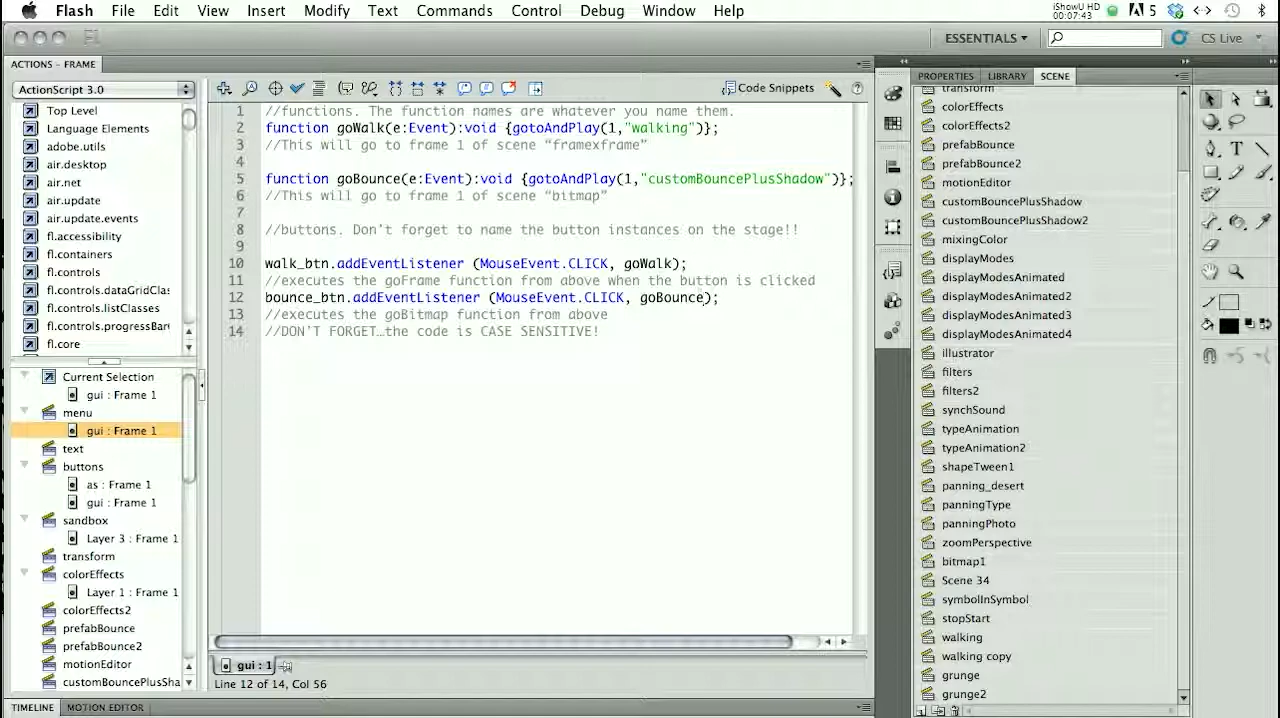 Flash File Edit View Insert Modify Text Commands Control Debug Window Help
iShowU HD
00:07:43
5
ESSENTIALS
CS Live
ACTIONS – FRAME
ActionScript 3.0
Top Level
Language Elements
adobe.utils
air.desktop
air.net
air.update
air.update.events
fl.accessibility
fl.containers
fl.controls
fl.controls.dataGridClas
fl.controls.listClasses
fl.controls.progressBar
fl.core
Current Selection
gui : Frame 1
menu
gui : Frame 1
text
buttons
as : Frame 1
gui : Frame 1
sandbox
Layer 3 : Frame 1
transform
colorEffects
Layer 1 : Frame 1
colorEffects2
prefabBounce
prefabBounce2
motionEditor
customBouncePlusSha
Code Snippets
1 //functions. The function names are whatever you name them.
2 function goWalk(e:Event):void {gotoAndPlay(1,"walking")};
3 //This will go to frame 1 of scene “framexframe”
4
5 function goBounce(e:Event):void {gotoAndPlay(1,"customBouncePlusShadow")};
6 //This will go to frame 1 of scene “bitmap”
7
8 //buttons. Don’t forget to name the button instances on the stage!!
9
10 walk_btn.addEventListener (MouseEvent.CLICK, goWalk);
11 //executes the goFrame function from above when the button is clicked
12 bounce_btn.addEventListener (MouseEvent.CLICK, goBounce);
13 //executes the goBitmap function from above
14 //DON’T FORGET…the code is CASE SENSITIVE!
gui : 1
Line 12 of 14, Col 56
TIMELINE MOTION EDITOR
PROPERTIES LIBRARY SCENE
transform
colorEffects
colorEffects2
prefabBounce
prefabBounce2
motionEditor
customBouncePlusShadow
customBouncePlusShadow2
mixingColor
displayModes
displayModesAnimated
displayModesAnimated2
displayModesAnimated3
displayModesAnimated4
illustrator
filters
filters2
synchSound
typeAnimation
typeAnimation2
shapeTween1
panning_desert
panningType
panningPhoto
zoomPerspective
bitmap1
Scene 34
symbolInSymbol
stopStart
walking
walking copy
grunge
grunge2